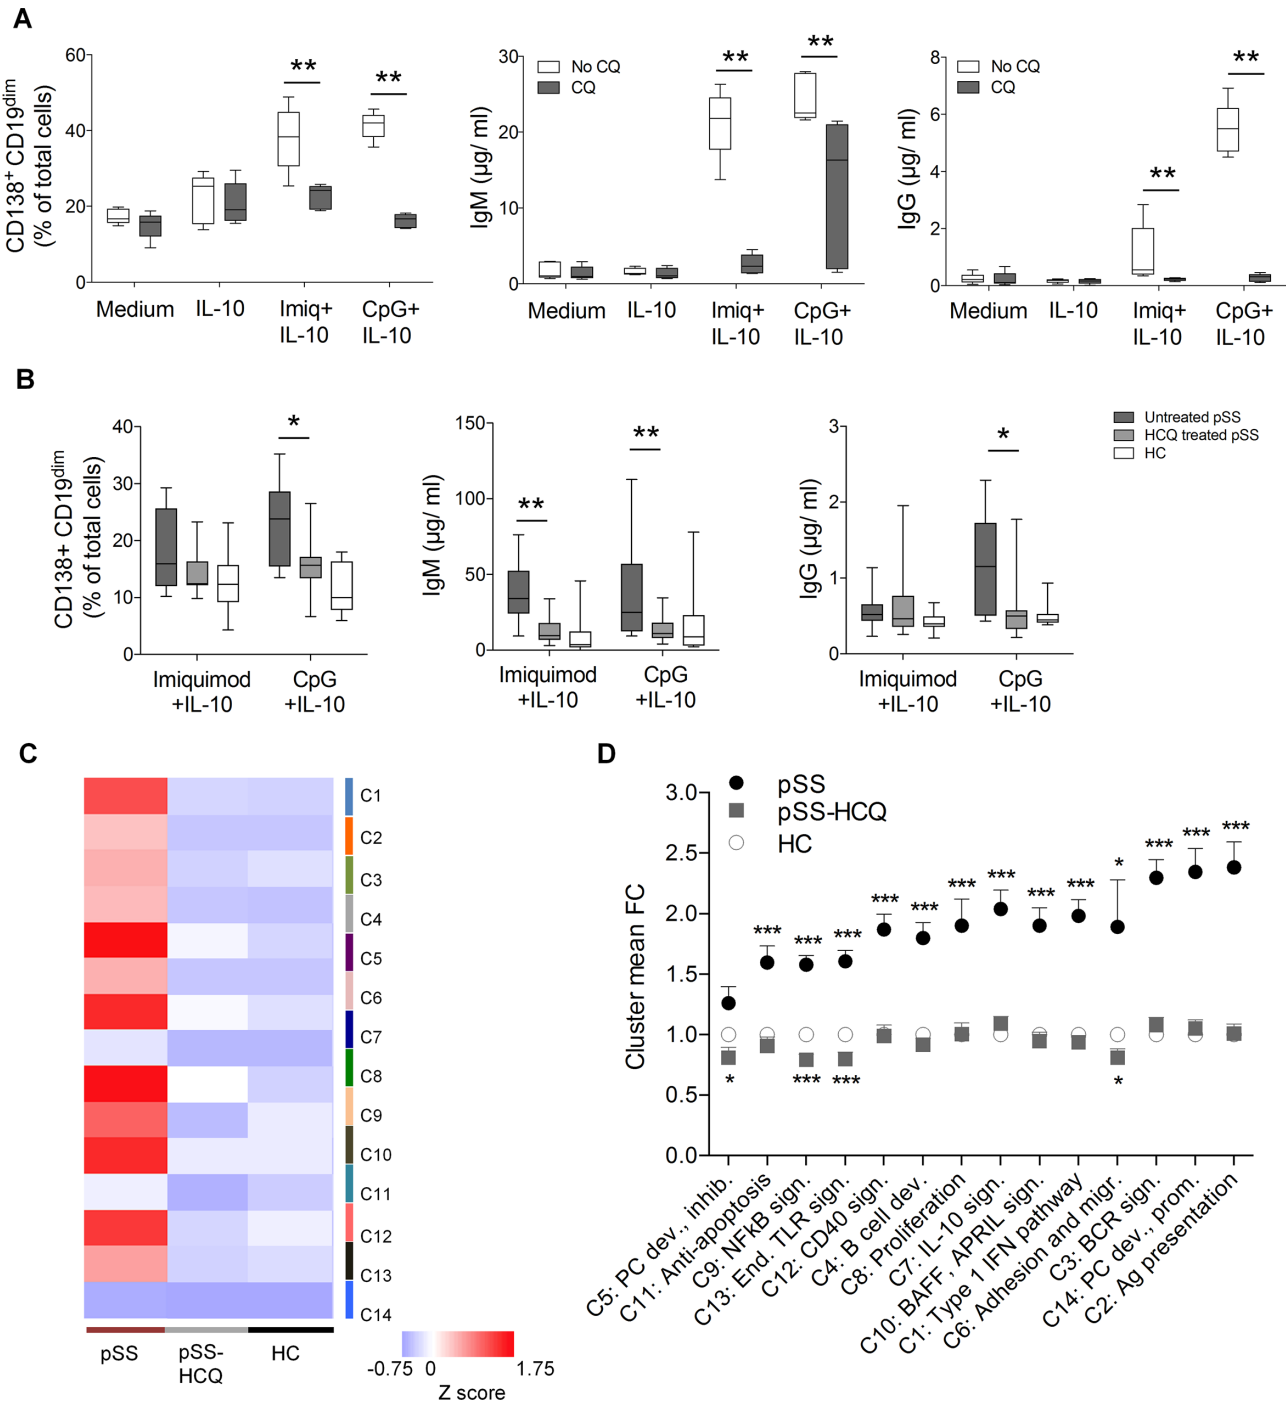 A
CD138+ CD19dim
(% of total cells)
60
40
20
0
**
**
Medium
IL-10
Imiq+
IL-10
CpG+
IL-10
IgM (µg/ ml)
30
20
10
0
No CQ
CQ
**
**
Medium
IL-10
Imiq+
IL-10
CpG+
IL-10
IgG (µg/ ml)
8
6
4
2
0
No CQ
CQ
**
**
Medium
IL-10
Imiq+
IL-10
CpG+
IL-10
B
CD138+ CD19dim
(% of total cells)
40
30
20
10
0
*
Imiquimod
+IL-10
CpG
+IL-10
IgM (µg/ ml)
150
100
50
0
**
**
Imiquimod
+IL-10
CpG
+IL-10
IgG (µg/ ml)
3
2
1
0
*
Imiquimod
+IL-10
CpG
+IL-10
Untreated pSS
HCQ treated pSS
HC
C
C1
C2
C3
C4
C5
C6
C7
C8
C9
C10
C11
C12
C13
C14
pSS
pSS-
HCQ
HC
-0.75 0 1.75
Z score
D
pSS
pSS-HCQ
HC
Cluster mean FC
3.0
2.5
2.0
1.5
1.0
0.5
0.0
***
***
***
***
***
***
***
***
***
*
***
***
***
*
***
***
*
C5: PC dev., inhib.
C11: Anti-apoptosis
C9: NFkB sign.
C13: End. TLR sign.
C12: CD40 sign.
C4: B cell dev.
C8: Proliferation
C7: IL-10 sign.
C10: BAFF, APRIL sign.
C1: Type 1 IFN pathway
C6: Adhesion and migr.
C3: BCR sign.
C14: PC dev., prom.
C2: Ag presentation